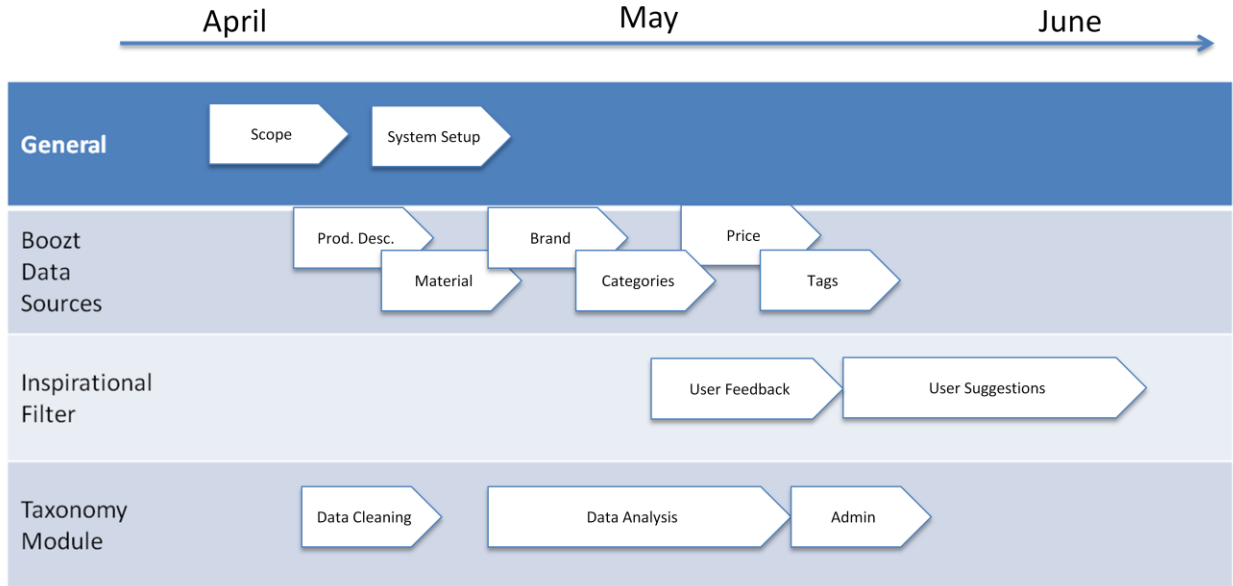 April
May
June
General
Scope
System Setup
Boozt
Data
Sources
Prod. Desc.
Brand
Price
Material
Categories
Tags
Inspirational
Filter
User Feedback
User Suggestions
Taxonomy
Module
Data Cleaning
Data Analysis
Admin